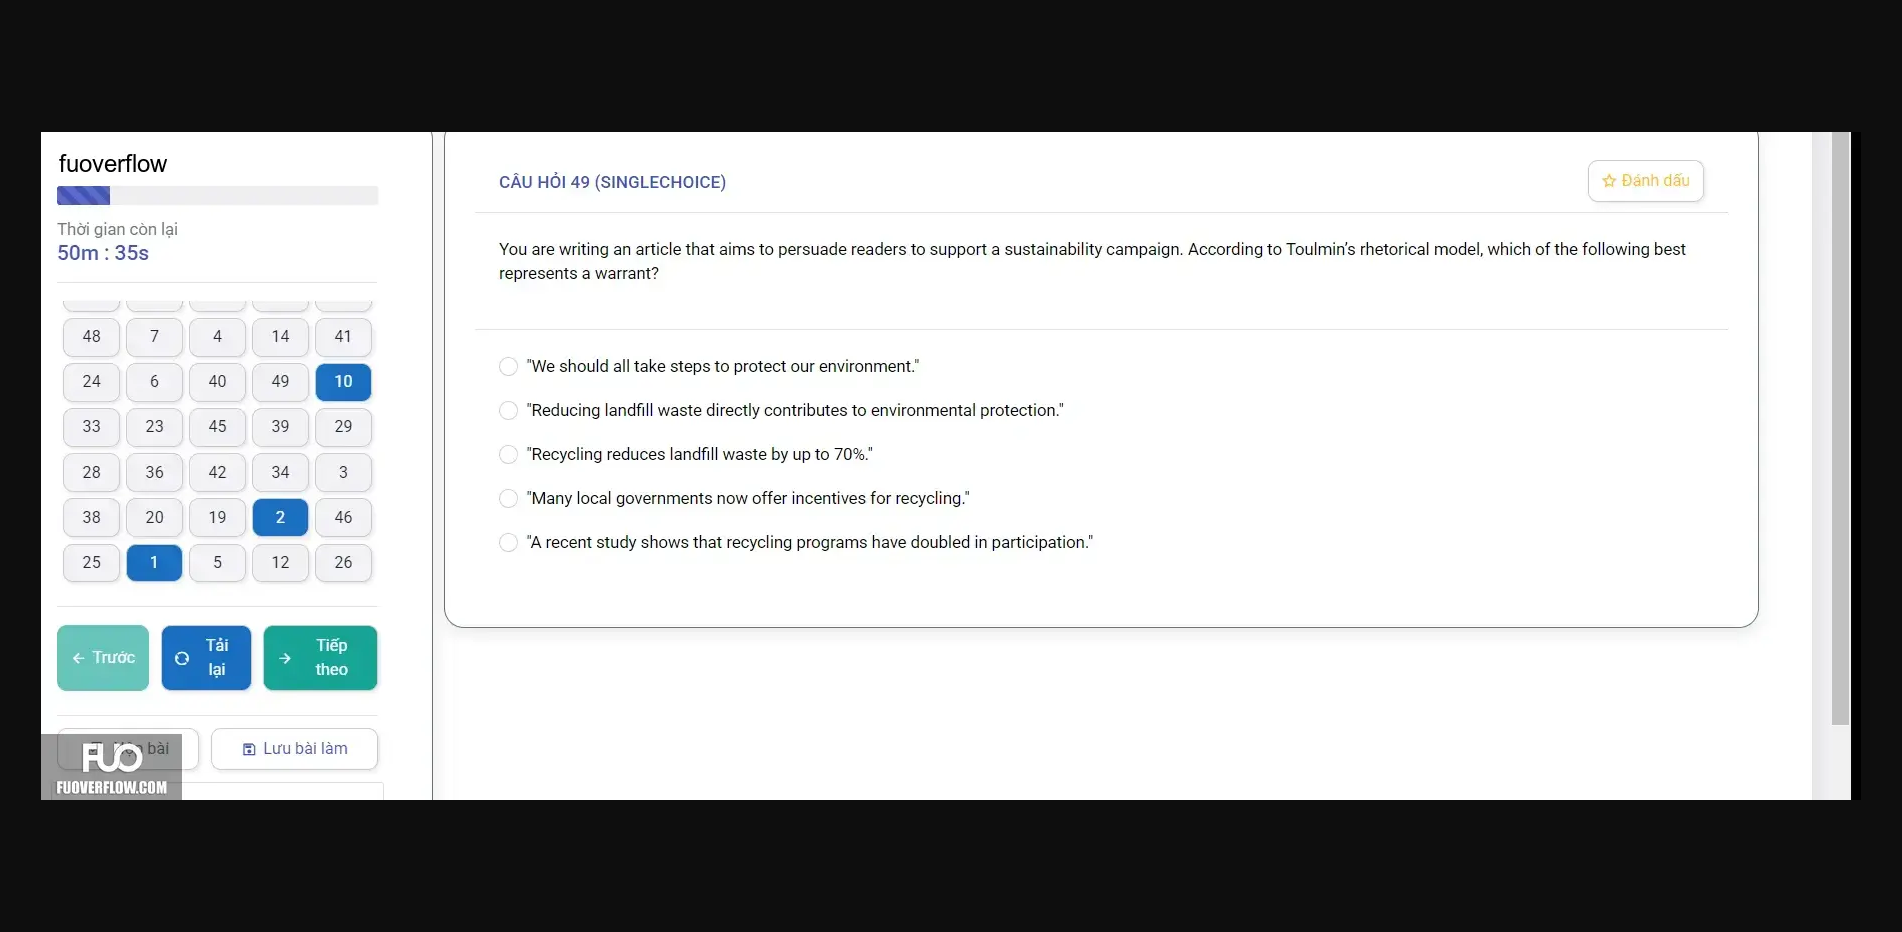 fuoverflow
Thời gian còn lại
50m : 35s
48 7 4 14 41
24 6 40 49 10
33 23 45 39 29
28 36 42 34 3
38 20 19 2 46
25 1 5 12 26
Trước
Tải lại
Tiếp theo
bài
Lưu bài làm
FUO
FUOVERFLOW.COM
CÂU HỎI 49 (SINGLECHOICE)
Đánh dấu
You are writing an article that aims to persuade readers to support a sustainability campaign. According to Toulmin’s rhetorical model, which of the following best
represents a warrant?
"We should all take steps to protect our environment."
"Reducing landfill waste directly contributes to environmental protection."
"Recycling reduces landfill waste by up to 70%."
"Many local governments now offer incentives for recycling."
"A recent study shows that recycling programs have doubled in participation."